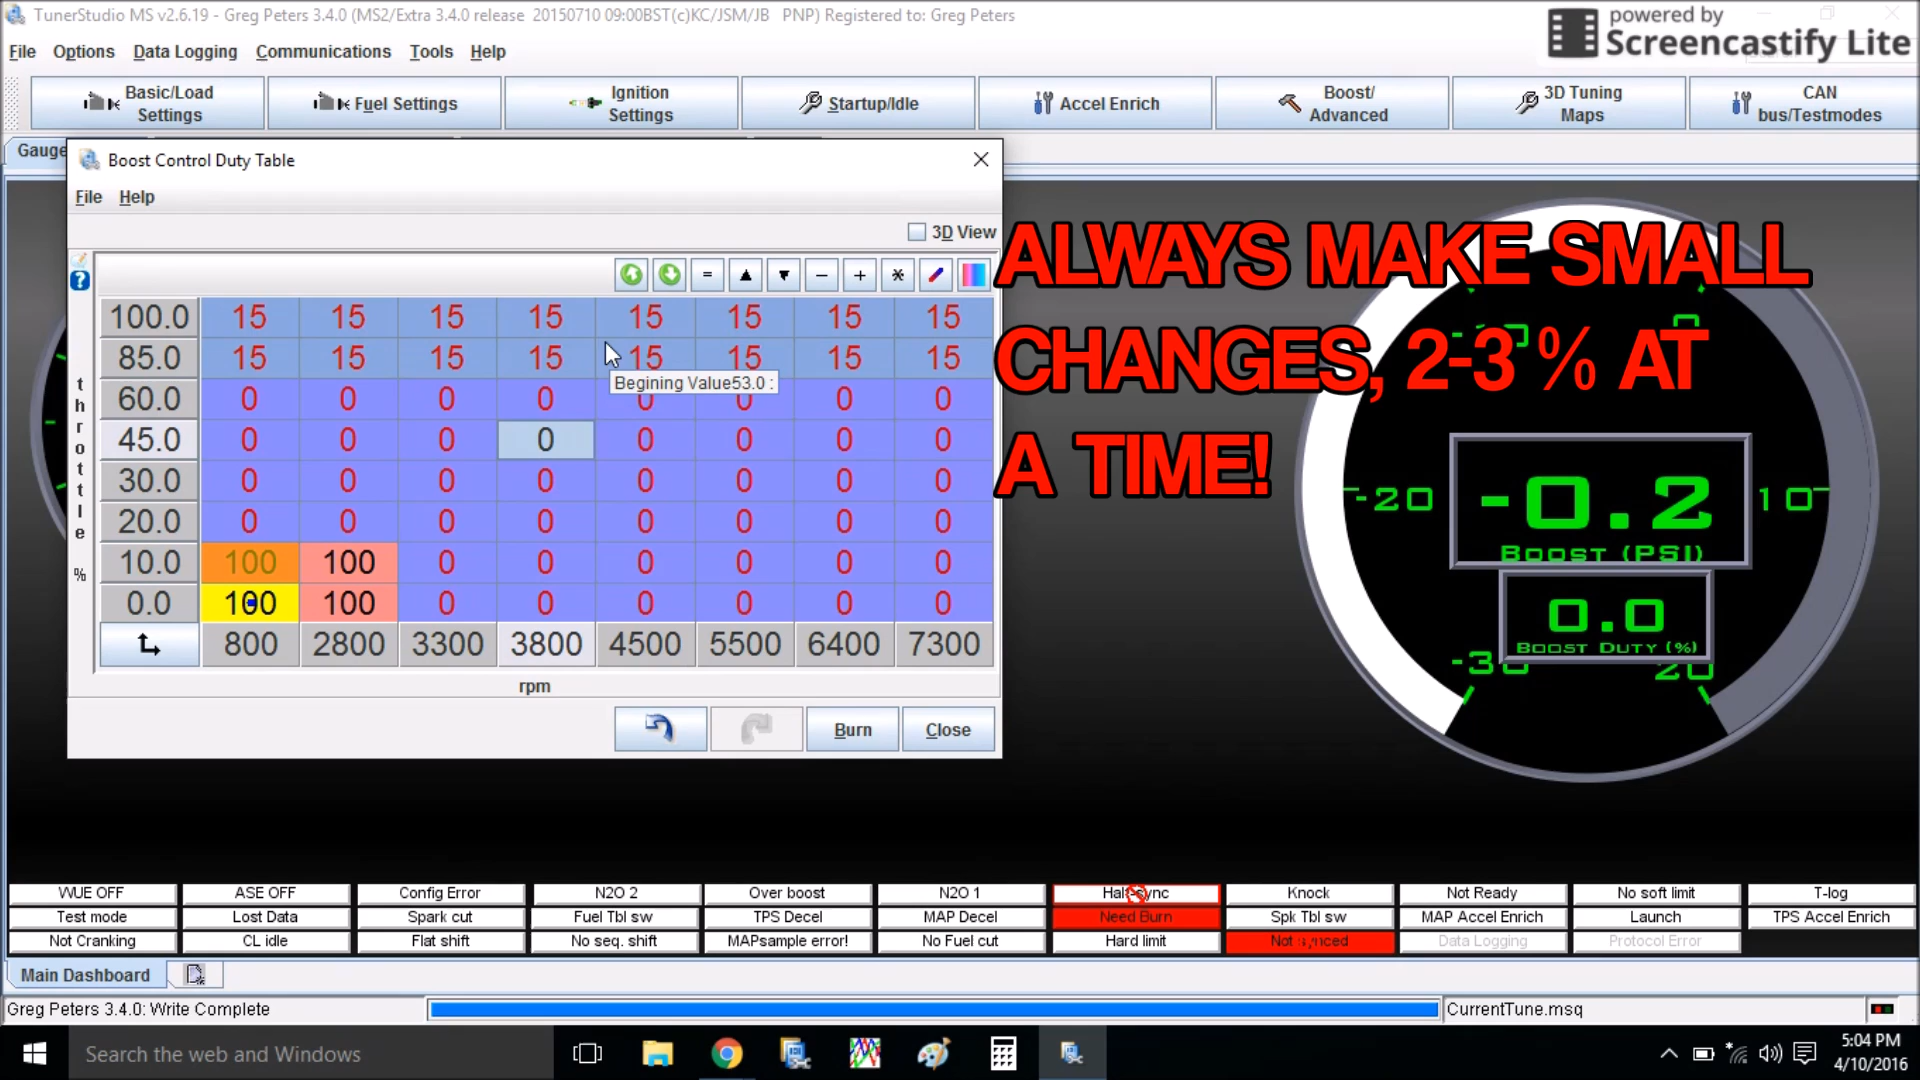 TunerStudio MS v2.6.19 - Greg Peters 3.4.0 (MS2/Extra 3.4.0 release 20150710 09:00BST(c)KC/JSM/JB PNP) Registered to: Greg Peters
powered by
Screencastify Lite
File Options Data Logging Communications Tools Help
Basic/Load Settings
Fuel Settings
Ignition Settings
Startup/Idle
Accel Enrich
Boost/ Advanced
3D Tuning Maps
CAN bus/Testmodes
Gauge
Boost Control Duty Table
File Help
3D View
= − + *
100.0 15 15 15 15 15 15 15 15
85.0 15 15 15 15 15 15 15 15
Begining Value53.0 :
60.0 0 0 0 0 0 0 0 0
45.0 0 0 0 0 0 0 0 0
30.0 0 0 0 0 0 0 0 0
20.0 0 0 0 0 0 0 0 0
10.0 100 100 0 0 0 0 0 0
0.0 100 100 0 0 0 0 0 0
800 2800 3300 3800 4500 5500 6400 7300
throttle %
rpm
Burn Close
ALWAYS MAKE SMALL
CHANGES, 2-3 % AT
A TIME!
0
-20 10
-0.2
Boost (PSI)
0.0
Boost Duty (%)
-30 20
WUE OFF ASE OFF Config Error N2O 2 Over boost N2O 1 Half-sync Knock Not Ready No soft limit T-log
Test mode Lost Data Spark cut Fuel Tbl sw TPS Decel MAP Decel Need Burn Spk Tbl sw MAP Accel Enrich Launch TPS Accel Enrich
Not Cranking CL idle Flat shift No seq. shift MAPsample error! No Fuel cut Hard limit Not synced Data Logging Protocol Error
Main Dashboard
Greg Peters 3.4.0: Write Complete
CurrentTune.msq
Search the web and Windows
5:04 PM
4/10/2016